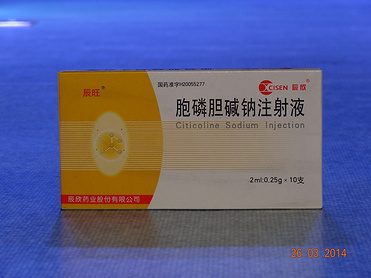 国药准字H20055277
辰旺®
CISEN 辰欣®
胞磷胆碱钠注射液
Citicoline Sodium Injection
2ml:0.25g×10支
辰欣药业股份有限公司
26 03 2014